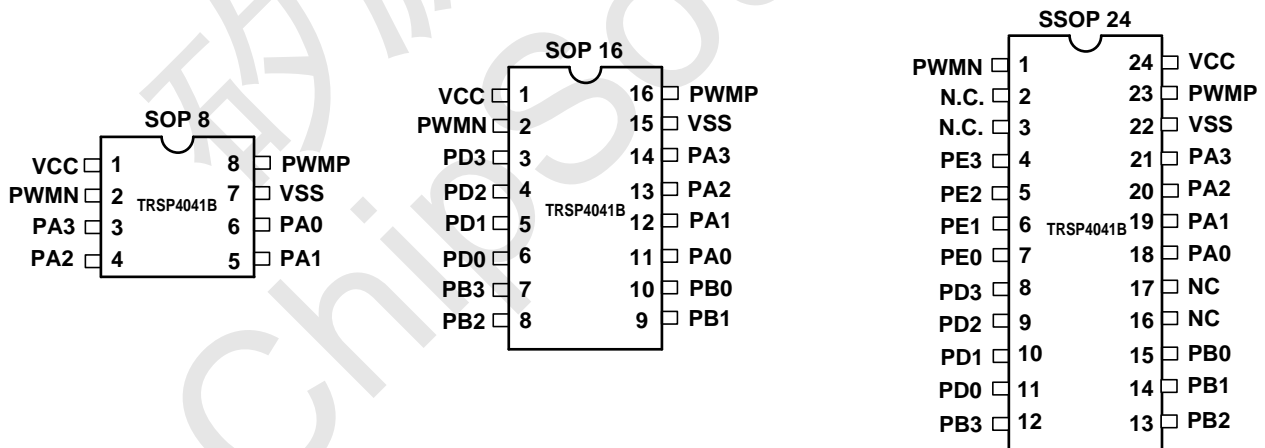 SOP 8
VCC 1 8 PWMP
PWMN 2 7 VSS
TRSP4041B
PA3 3 6 PA0
PA2 4 5 PA1
SOP 16
VCC 1 16 PWMP
PWMN 2 15 VSS
PD3 3 14 PA3
PD2 4 13 PA2
TRSP4041B
PD1 5 12 PA1
PD0 6 11 PA0
PB3 7 10 PB0
PB2 8 9 PB1
SSOP 24
PWMN 1 24 VCC
N.C. 2 23 PWMP
N.C. 3 22 VSS
PE3 4 21 PA3
PE2 5 20 PA2
PE1 6 TRSP4041B 19 PA1
PE0 7 18 PA0
PD3 8 17 NC
PD2 9 16 NC
PD1 10 15 PB0
PD0 11 14 PB1
PB3 12 13 PB2